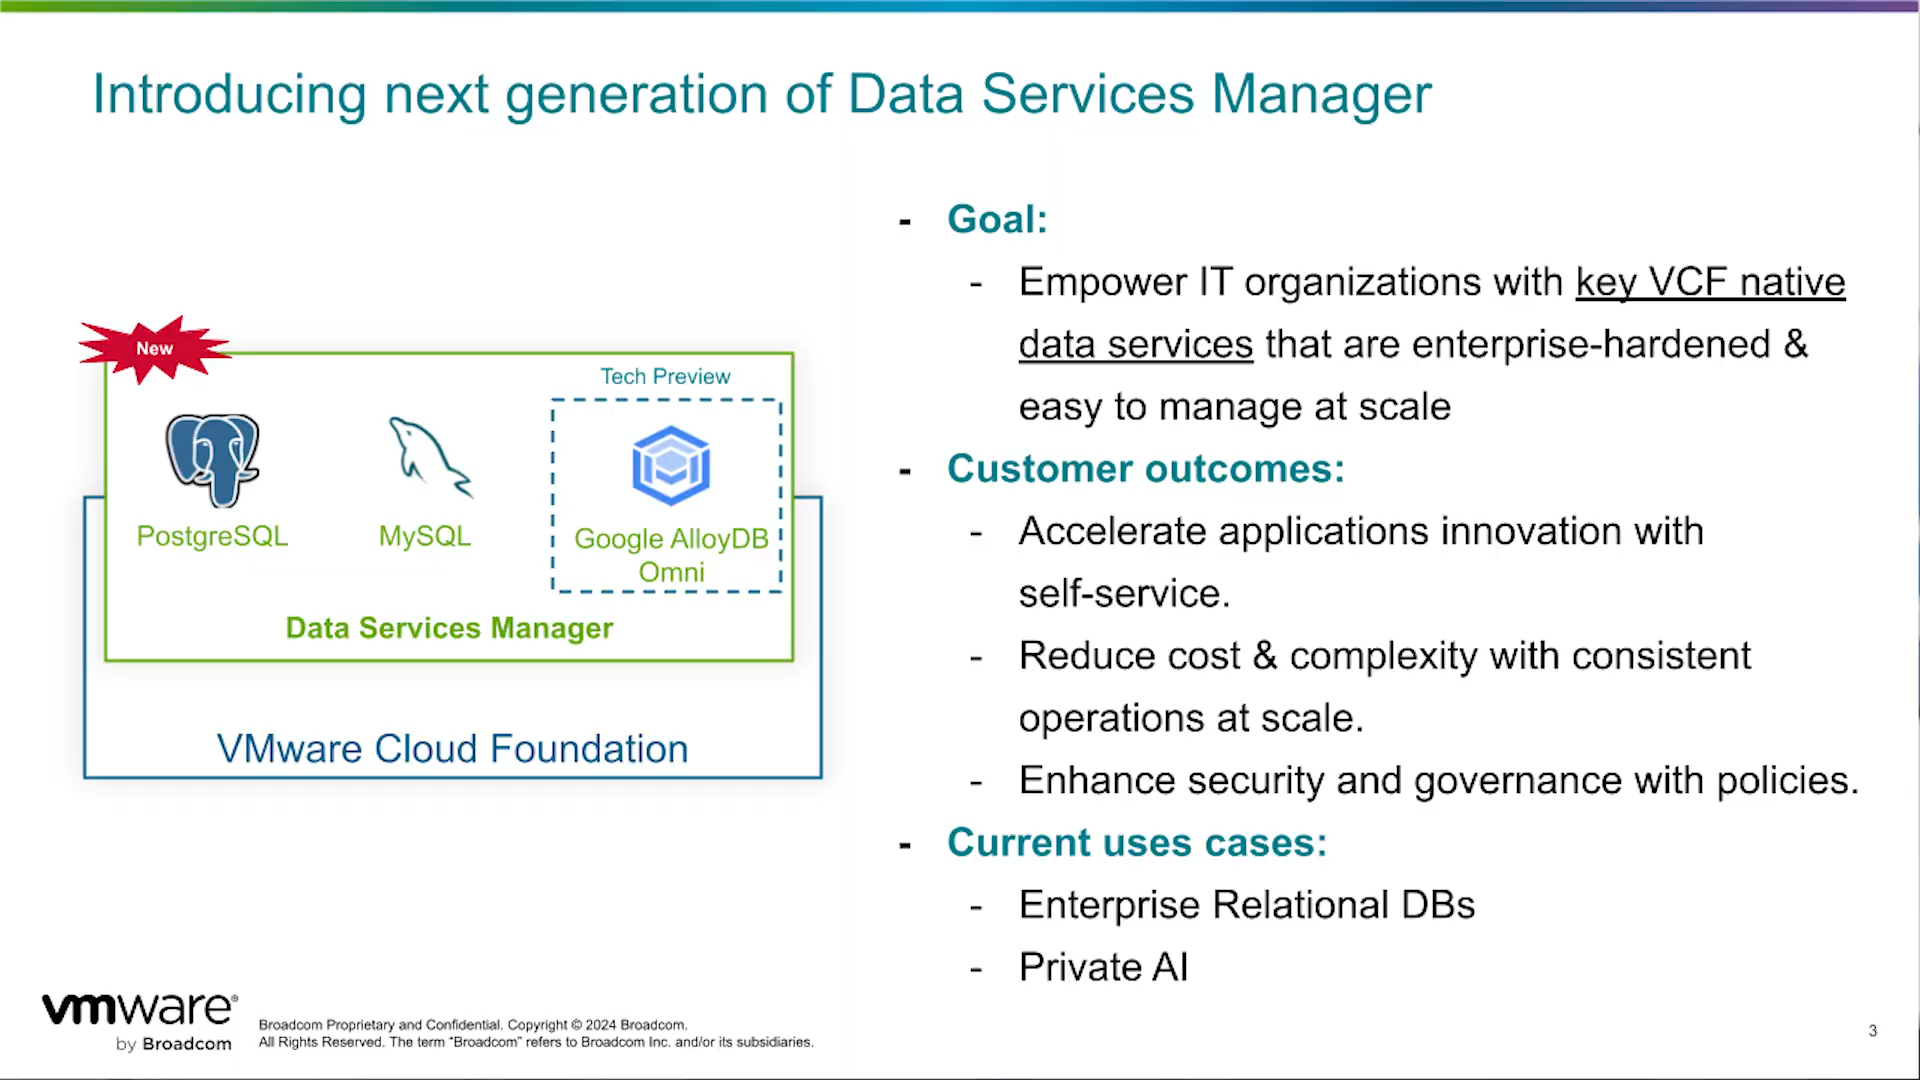 Introducing next generation of Data Services Manager
New
Tech Preview
PostgreSQL
MySQL
Google AlloyDB
Omni
Data Services Manager
VMware Cloud Foundation
- Goal:
- Empower IT organizations with key VCF native
data services that are enterprise-hardened &
easy to manage at scale
- Customer outcomes:
- Accelerate applications innovation with
self-service.
- Reduce cost & complexity with consistent
operations at scale.
- Enhance security and governance with policies.
- Current uses cases:
- Enterprise Relational DBs
- Private AI
vmware®
by Broadcom
Broadcom Proprietary and Confidential. Copyright © 2024 Broadcom.
All Rights Reserved. The term “Broadcom” refers to Broadcom Inc. and/or its subsidiaries.
3